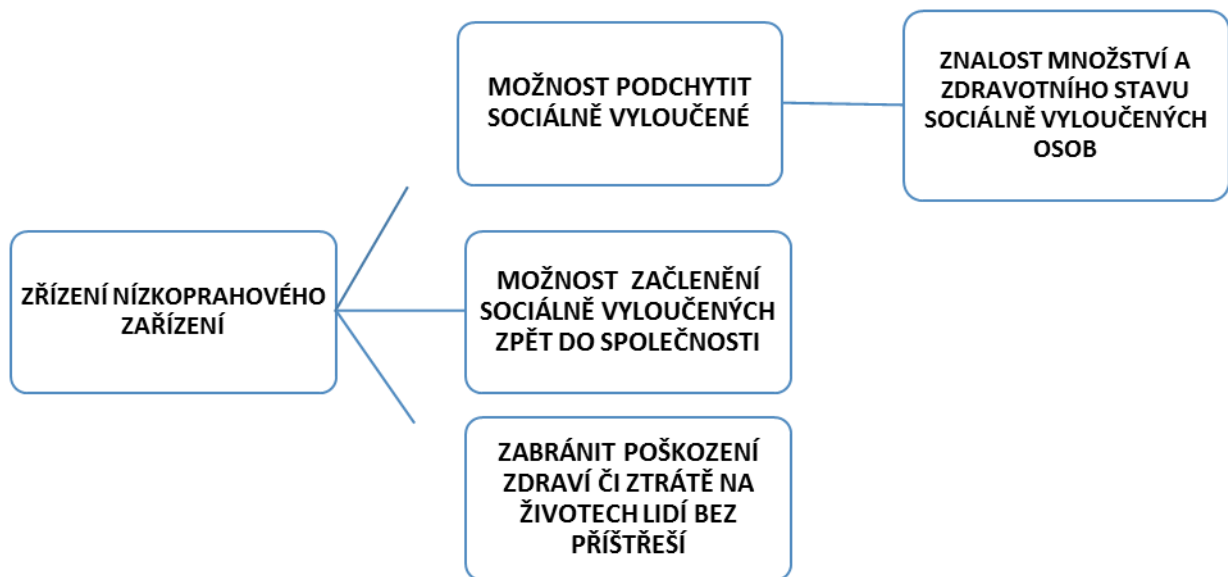 ZŘÍZENÍ NÍZKOPRAHOVÉHO
ZAŘÍZENÍ
MOŽNOST PODCHYTIT
SOCIÁLNĚ VYLOUČENÉ
ZNALOST MNOŽSTVÍ A
ZDRAVOTNÍHO STAVU
SOCIÁLNĚ VYLOUČENÝCH
OSOB
MOŽNOST ZAČLENĚNÍ
SOCIÁLNĚ VYLOUČENÝCH
ZPĚT DO SPOLEČNOSTI
ZABRÁNIT POŠKOZENÍ
ZDRAVÍ ČI ZTRÁTĚ NA
ŽIVOTECH LIDÍ BEZ
PŘÍŠTŘEŠÍ